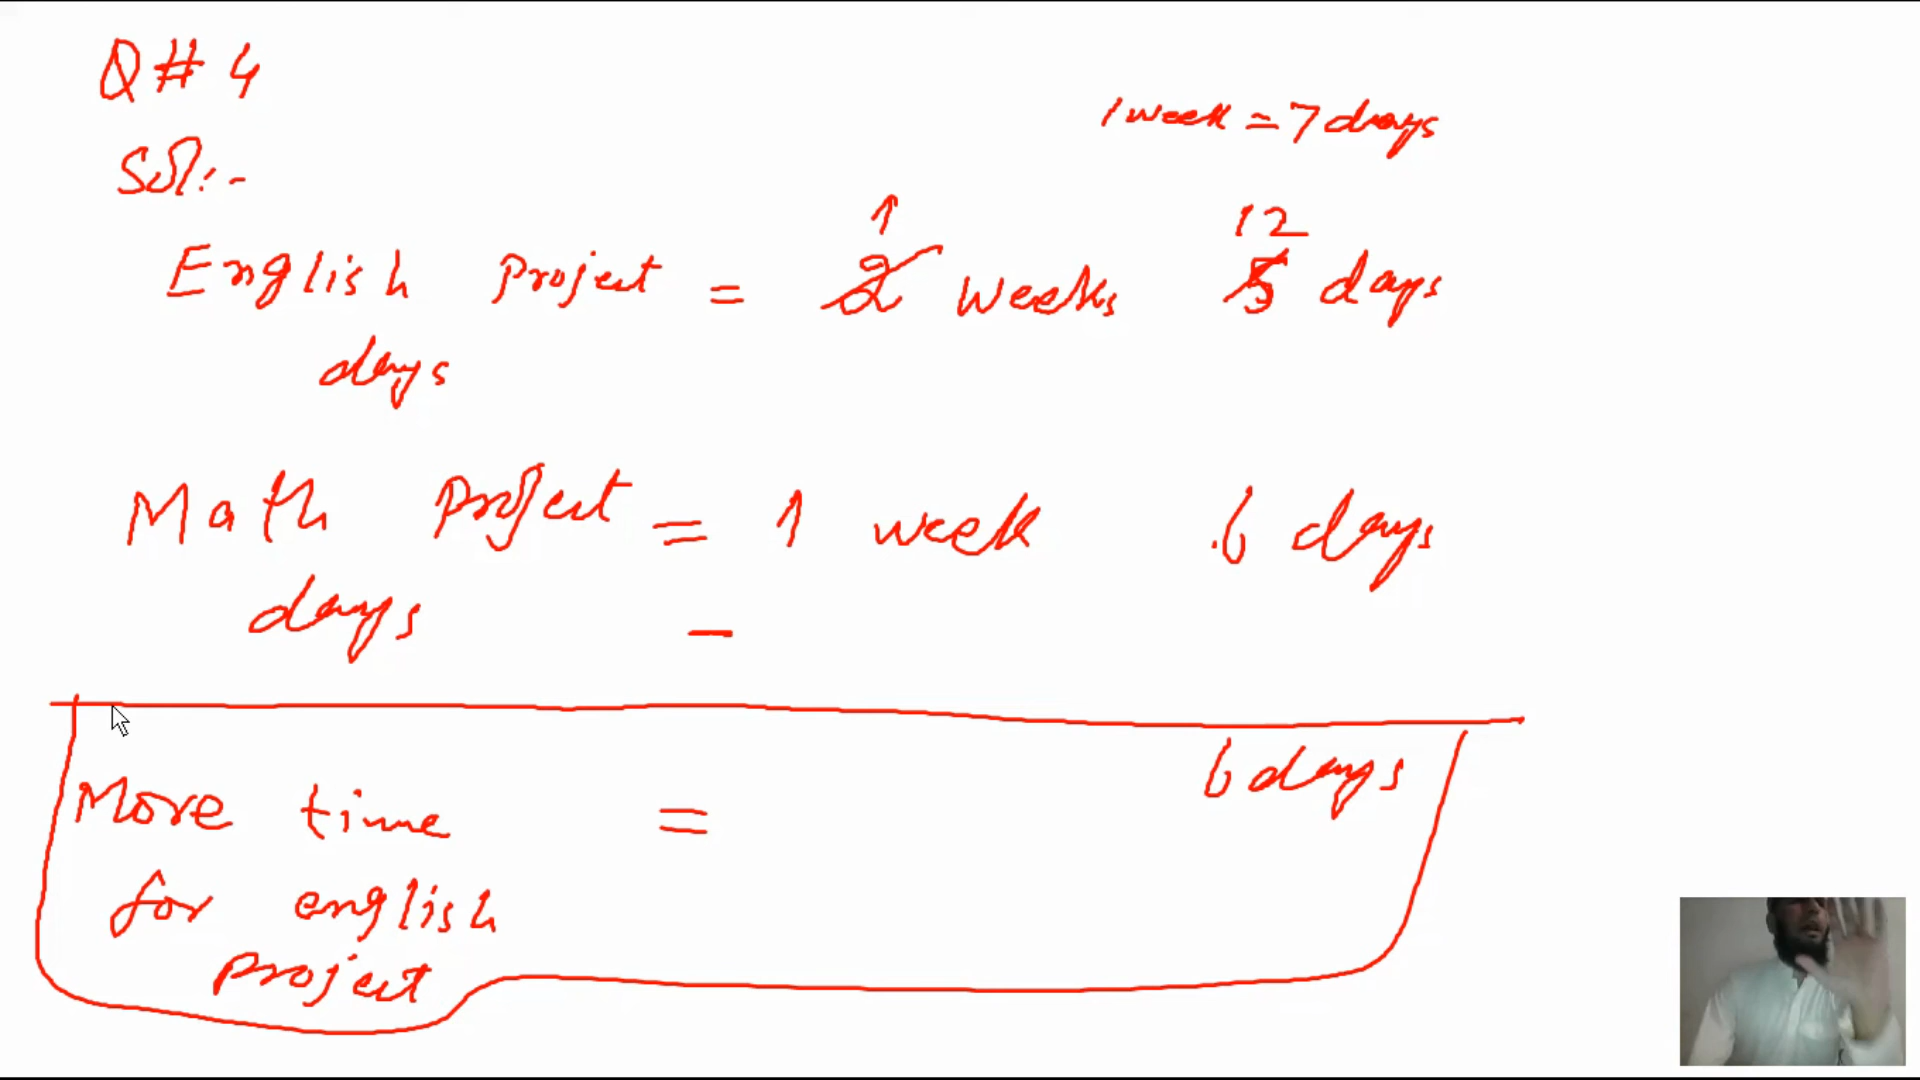 Q # 4
1 week = 7 days
Sol:-
1 12
English Project = 2 weeks 5 days
days
Math Project = 1 week 6 days
days -
6 days
More time =
for english
Project